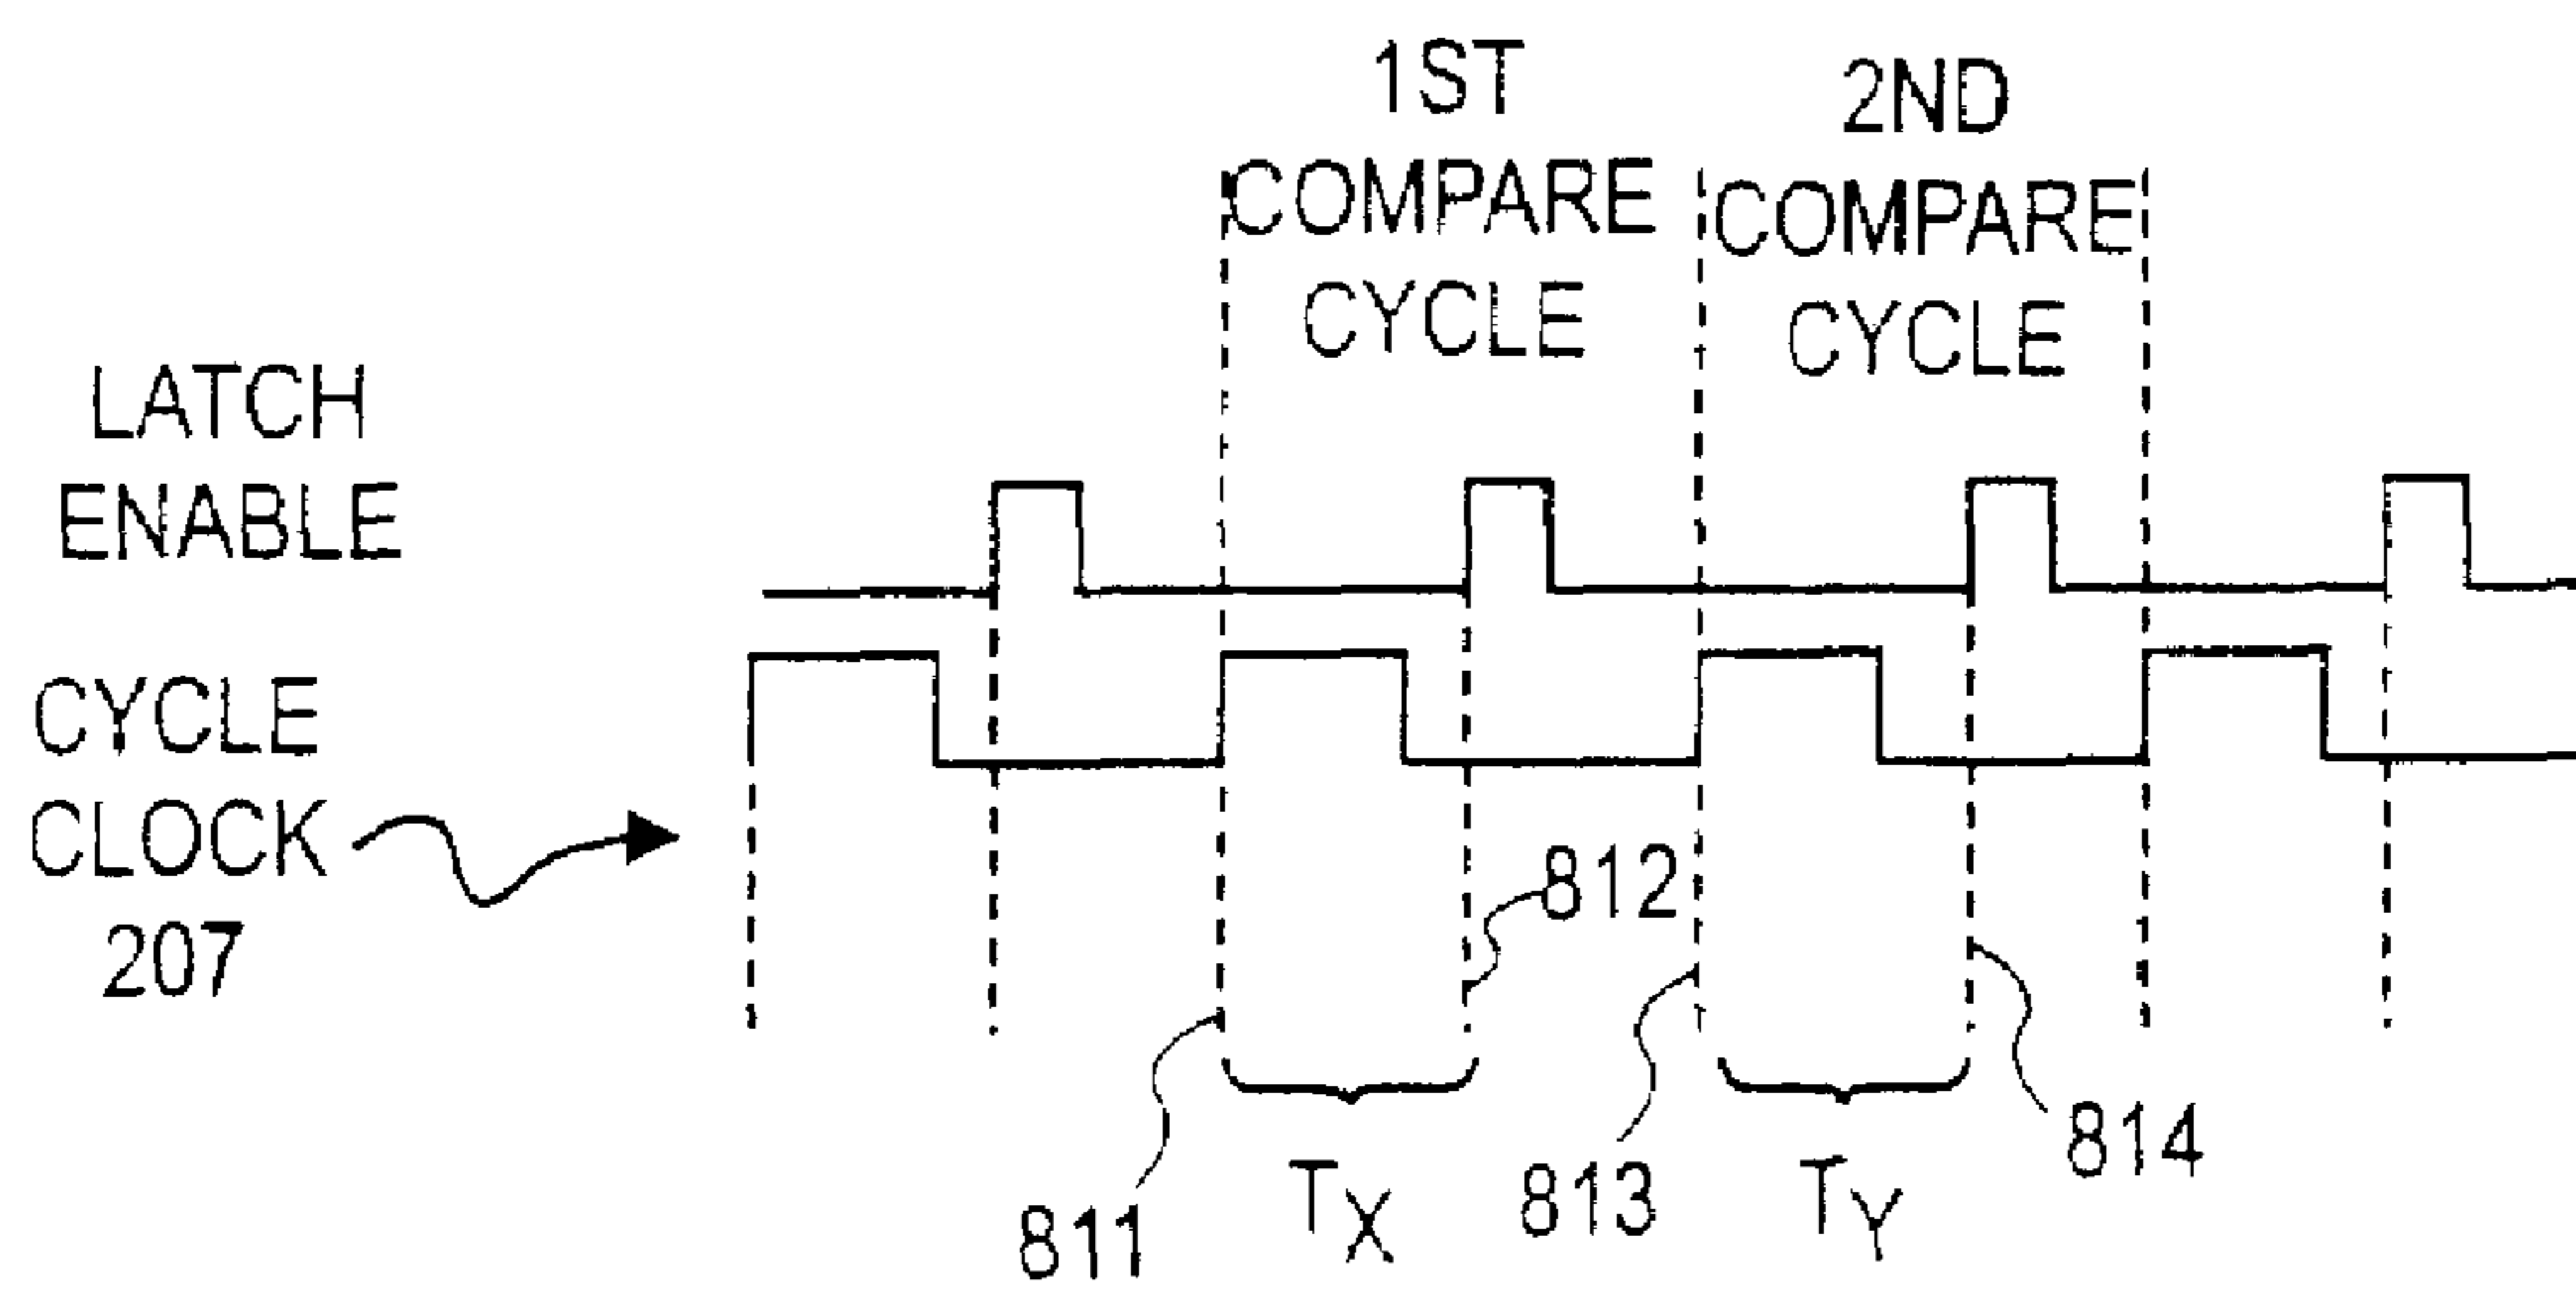 1ST
COMPARE
CYCLE
2ND
COMPARE
CYCLE
LATCH
ENABLE
CYCLE
CLOCK
207
812
811
TX
813
TY
814